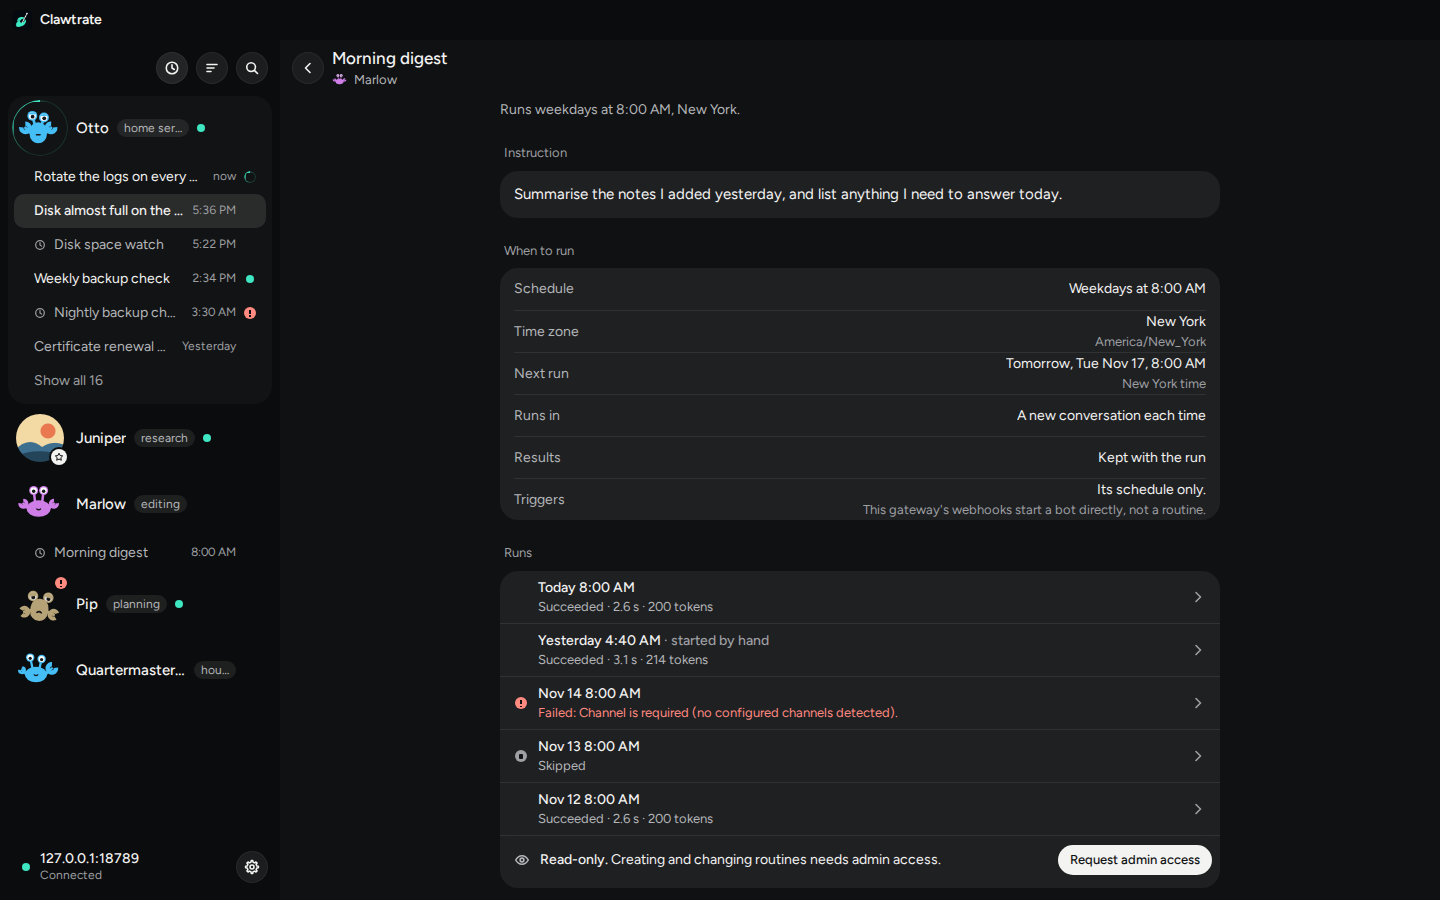 Clawtrate
Otto
home ser...
Rotate the logs on every ...
now
Disk almost full on the ...
5:36 PM
Disk space watch
5:22 PM
Weekly backup check
2:34 PM
Nightly backup ch...
3:30 AM
Certificate renewal ...
Yesterday
Show all 16
Juniper
research
Marlow
editing
Morning digest
8:00 AM
Pip
planning
Quartermaster...
hou...
127.0.0.1:18789
Connected
Morning digest
Marlow
Runs weekdays at 8:00 AM, New York.
Instruction
Summarise the notes I added yesterday, and list anything I need to answer today.
When to run
Schedule
Weekdays at 8:00 AM
Time zone
New York
America/New_York
Next run
Tomorrow, Tue Nov 17, 8:00 AM
New York time
Runs in
A new conversation each time
Results
Kept with the run
Triggers
Its schedule only.
This gateway's webhooks start a bot directly, not a routine.
Runs
Today 8:00 AM
Succeeded · 2.6 s · 200 tokens
Yesterday 4:40 AM · started by hand
Succeeded · 3.1 s · 214 tokens
Nov 14 8:00 AM
Failed: Channel is required (no configured channels detected).
Nov 13 8:00 AM
Skipped
Nov 12 8:00 AM
Succeeded · 2.6 s · 200 tokens
Read-only. Creating and changing routines needs admin access.
Request admin access